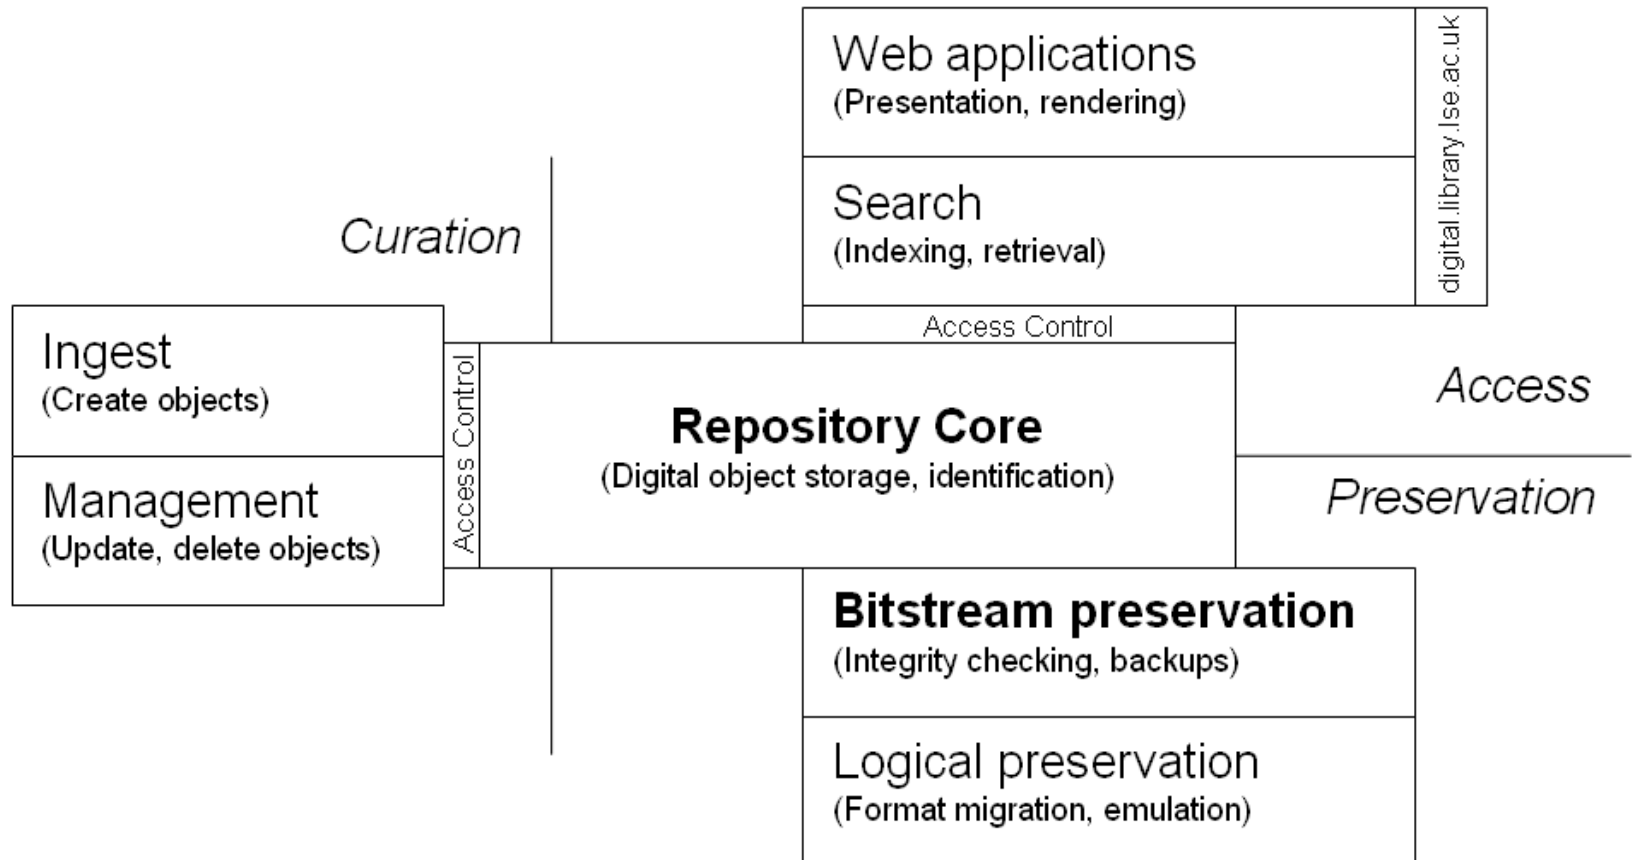 Web applications
(Presentation, rendering)
digital.library.lse.ac.uk
Search
(Indexing, retrieval)
Curation
Access Control
Ingest
(Create objects)
Management
(Update, delete objects)
Access Control
Repository Core
(Digital object storage, identification)
Access
Preservation
Bitstream preservation
(Integrity checking, backups)
Logical preservation
(Format migration, emulation)